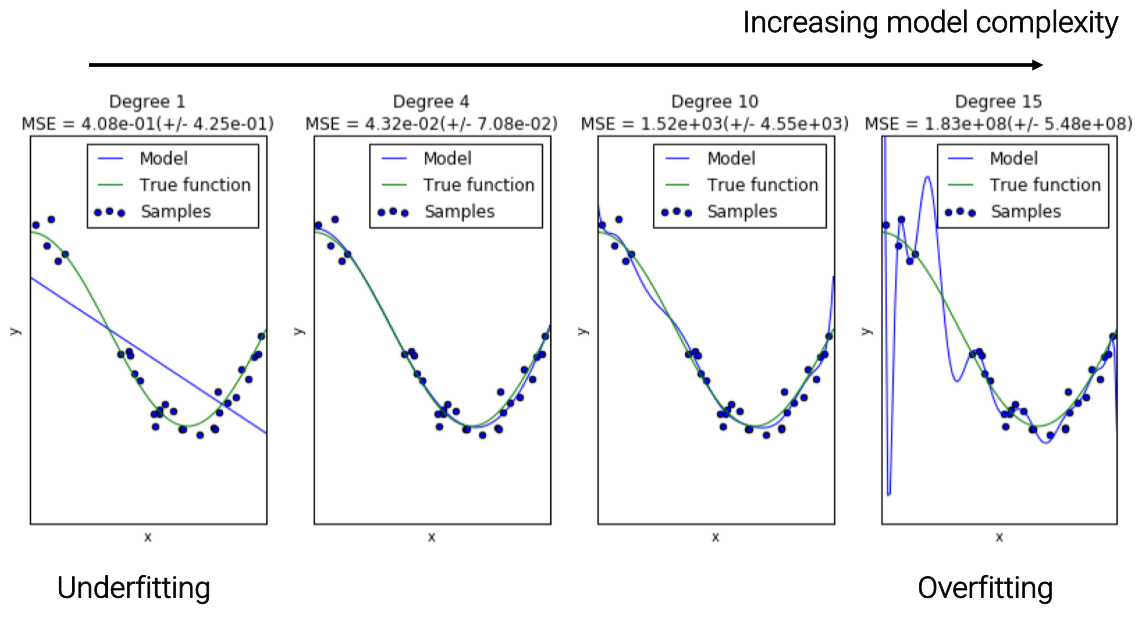 Increasing model complexity
Degree 1
MSE = 4.08e-01(+/- 4.25e-01)
Model
True function
Samples
y
x
Degree 4
MSE = 4.32e-02(+/- 7.08e-02)
Model
True function
Samples
y
x
Degree 10
MSE = 1.52e+03(+/- 4.55e+03)
Model
True function
Samples
y
x
Degree 15
MSE = 1.83e+08(+/- 5.48e+08)
Model
True function
Samples
y
x
Underfitting
Overfitting